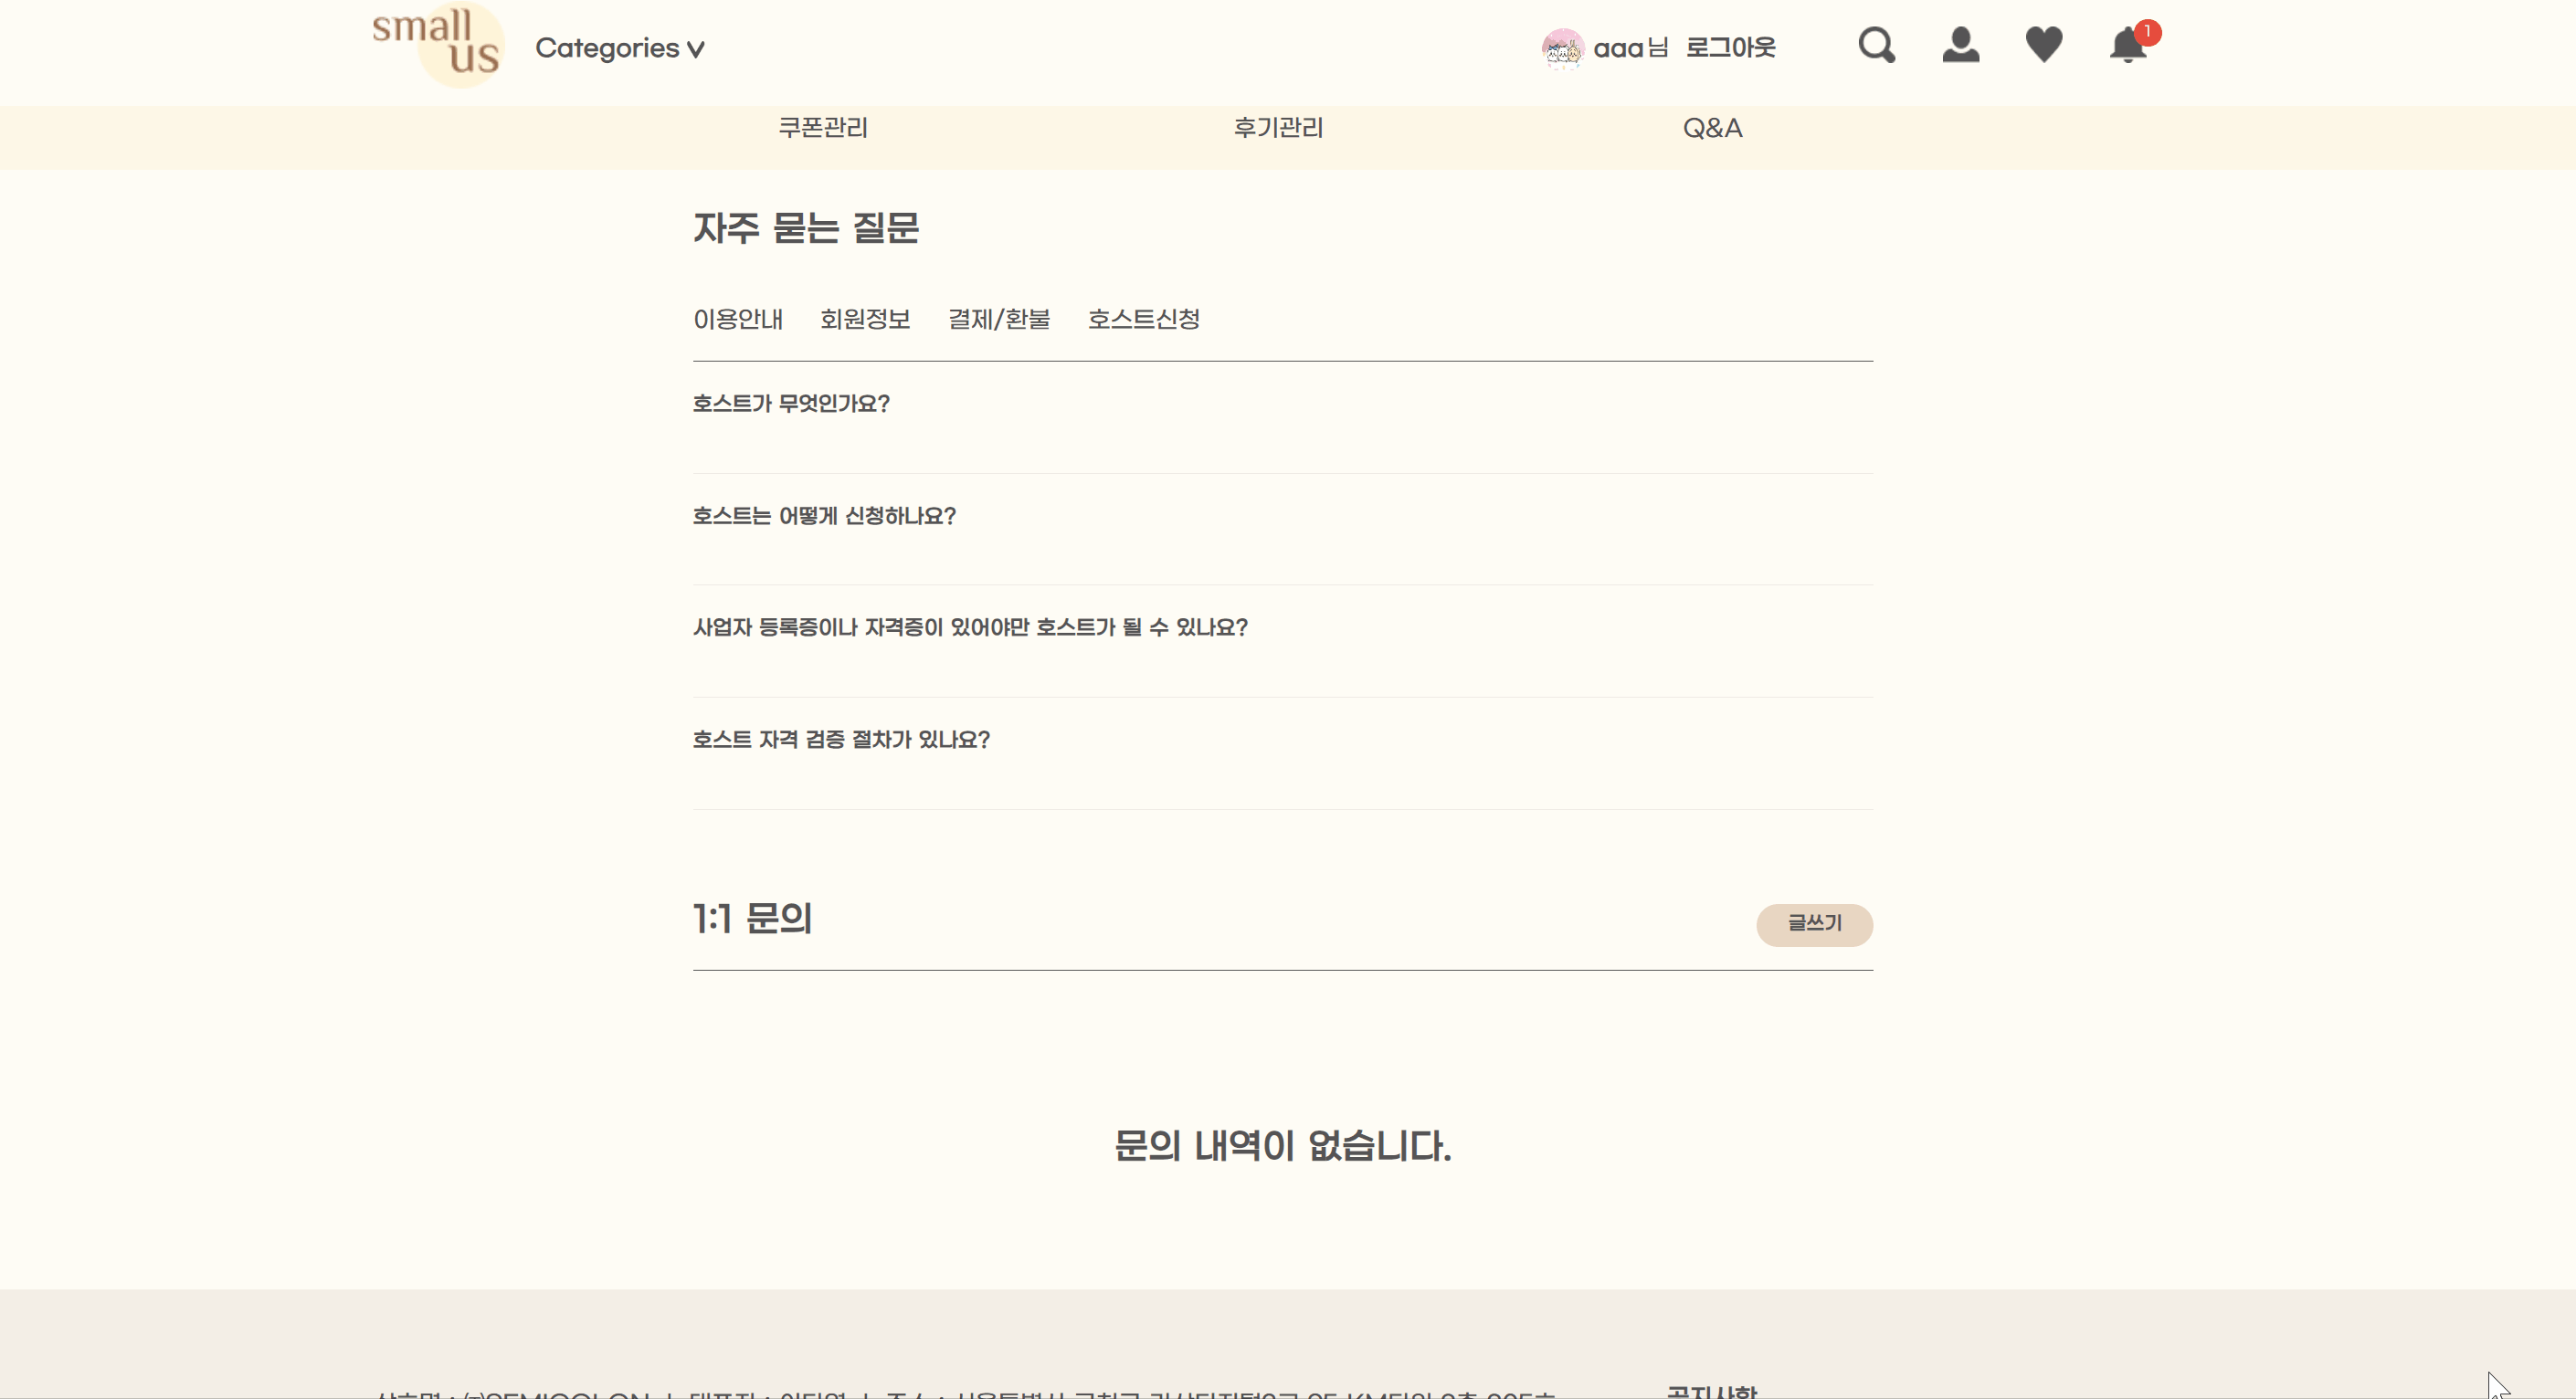 small
us
Categories
aaa님 로그아웃
1
쿠폰관리 후기관리 Q&A
자주 묻는 질문
이용안내 회원정보 결제/환불 호스트신청
호스트가 무엇인가요?
호스트는 어떻게 신청하나요?
사업자 등록증이나 자격증이 있어야만 호스트가 될 수 있나요?
호스트 자격 검증 절차가 있나요?
1:1 문의 글쓰기
문의 내역이 없습니다.
공지사항